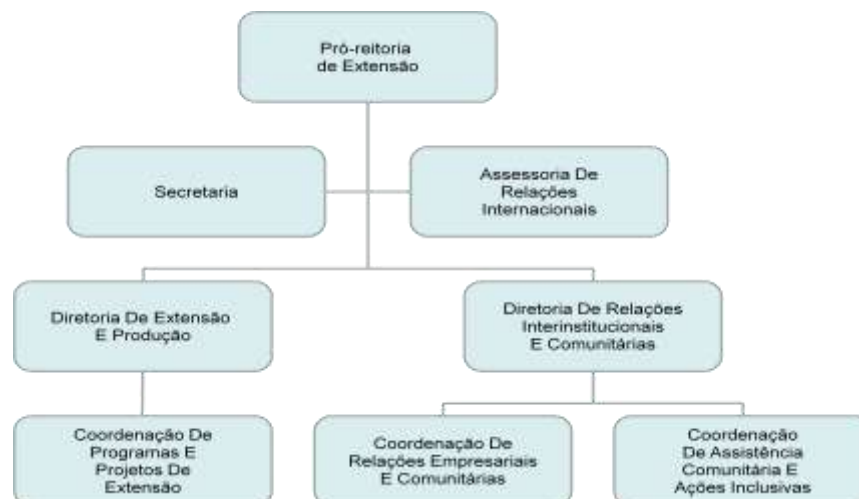 Pró-reitoria
de Extensão
Secretaria
Assessoria De
Relações
Internacionais
Diretoria De Extensão
E Produção
Diretoria De Relações
Interinstitucionais
E Comunitárias
Coordenação De
Programas E
Projetos De
Extensão
Coordenação De
Relações Empresariais
E Comunitárias
Coordenação
De Assistência
Comunitária E
Ações Inclusivas